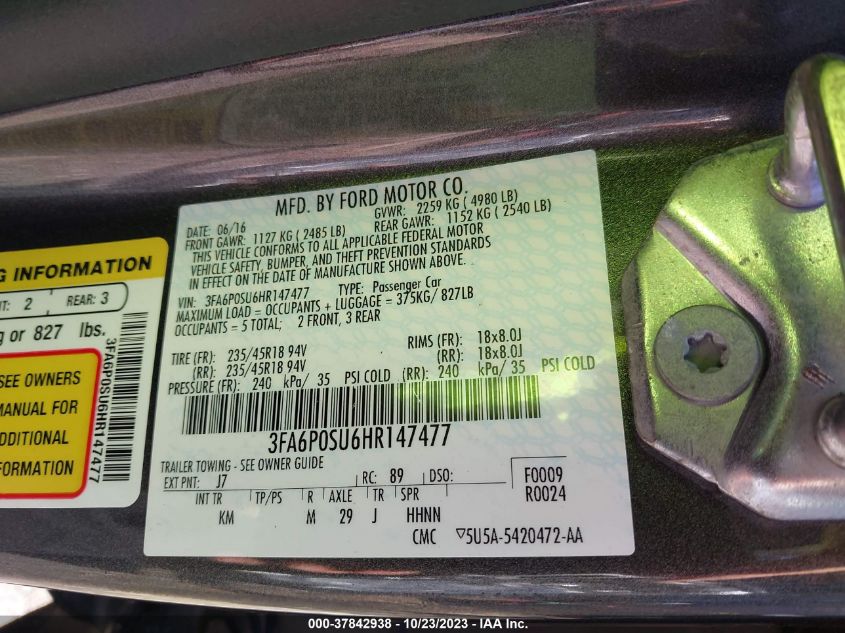 MFD. BY FORD MOTOR CO.
DATE: 06/16 GVWR: 2259 KG ( 4980 LB)
FRONT GAWR: 1127 KG ( 2485 LB) REAR GAWR: 1152 KG ( 2540 LB)
THIS VEHICLE CONFORMS TO ALL APPLICABLE FEDERAL MOTOR
VEHICLE SAFETY, BUMPER, AND THEFT PREVENTION STANDARDS
IN EFFECT ON THE DATE OF MANUFACTURE SHOWN ABOVE.
VIN: 3FA6P0SU6HR147477 TYPE: Passenger Car
MAXIMUM LOAD = OCCUPANTS + LUGGAGE = 375KG/ 827LB
OCCUPANTS = 5 TOTAL; 2 FRONT, 3 REAR
TIRE (FR): 235/45R18 94V RIMS (FR): 18x8.0J
(RR): 235/45R18 94V (RR): 18x8.0J
PRESSURE (FR): 240 kPa/ 35 PSI COLD (RR): 240 kPa/ 35 PSI COLD
3FA6P0SU6HR147477
TRAILER TOWING - SEE OWNER GUIDE
EXT PNT: J7 RC: 89 DSO: F0009
R0024
INT TR TP/PS R AXLE TR SPR
KM M 29 J HHNN
CMC ▽5U5A-5420472-AA
G INFORMATION
NT: 2 REAR: 3
g or 827 lbs.
SEE OWNERS
MANUAL FOR
ADDITIONAL
INFORMATION
3FA6P0SU6HR147477
000-37842938 - 10/23/2023 - IAA Inc.